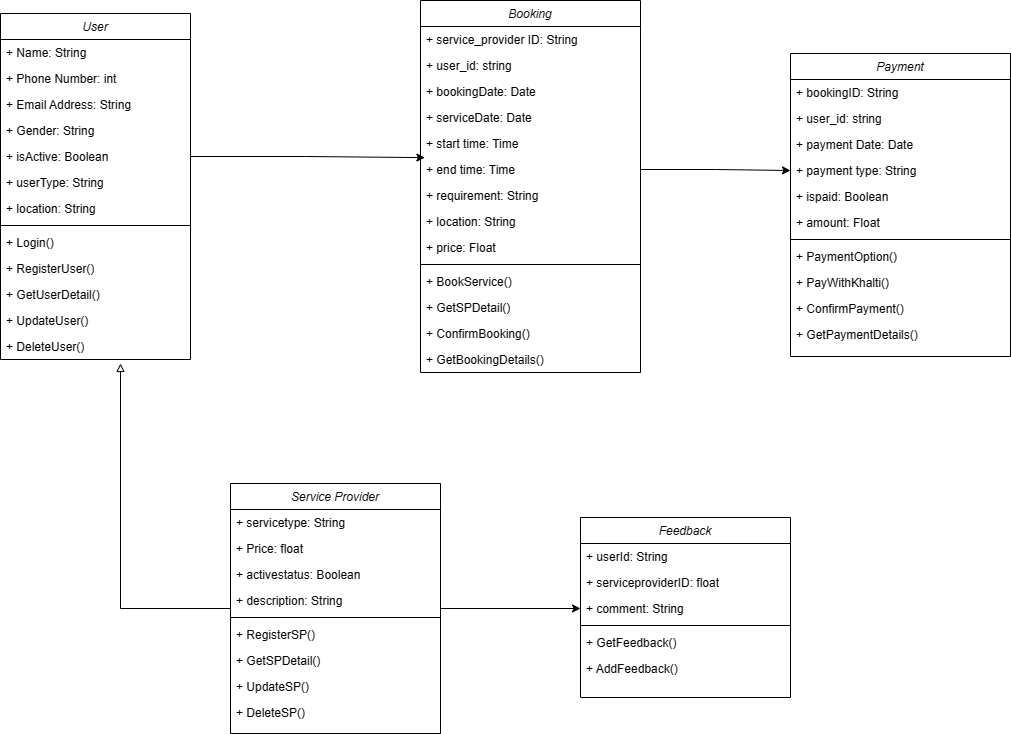 User
+ Name: String
+ Phone Number: int
+ Email Address: String
+ Gender: String
+ isActive: Boolean
+ userType: String
+ location: String
+ Login()
+ RegisterUser()
+ GetUserDetail()
+ UpdateUser()
+ DeleteUser()
Booking
+ service_provider ID: String
+ user_id: string
+ bookingDate: Date
+ serviceDate: Date
+ start time: Time
+ end time: Time
+ requirement: String
+ location: String
+ price: Float
+ BookService()
+ GetSPDetail()
+ ConfirmBooking()
+ GetBookingDetails()
Payment
+ bookingID: String
+ user_id: string
+ payment Date: Date
+ payment type: String
+ ispaid: Boolean
+ amount: Float
+ PaymentOption()
+ PayWithKhalti()
+ ConfirmPayment()
+ GetPaymentDetails()
Service Provider
+ servicetype: String
+ Price: float
+ activestatus: Boolean
+ description: String
+ RegisterSP()
+ GetSPDetail()
+ UpdateSP()
+ DeleteSP()
Feedback
+ userId: String
+ serviceproviderID: float
+ comment: String
+ GetFeedback()
+ AddFeedback()